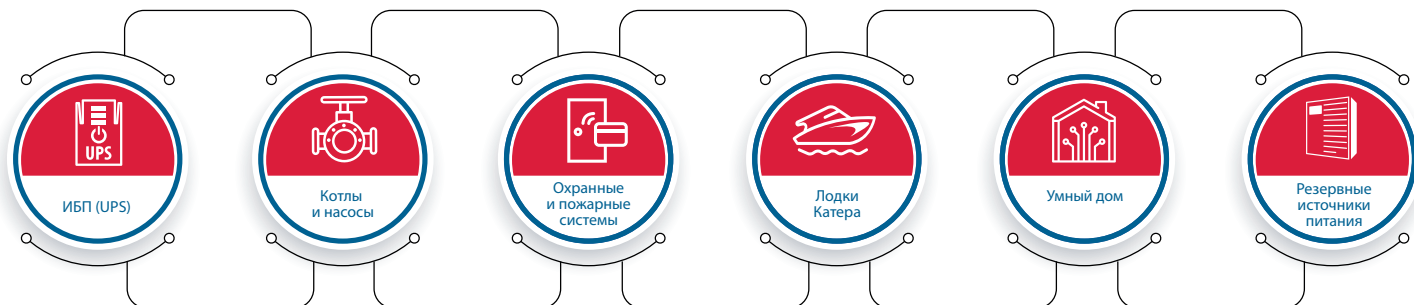 UPS
ИБП (UPS)
Котлы
и насосы
Охранные
и пожарные
системы
Лодки
Катера
Умный дом
Резервные
источники
питания